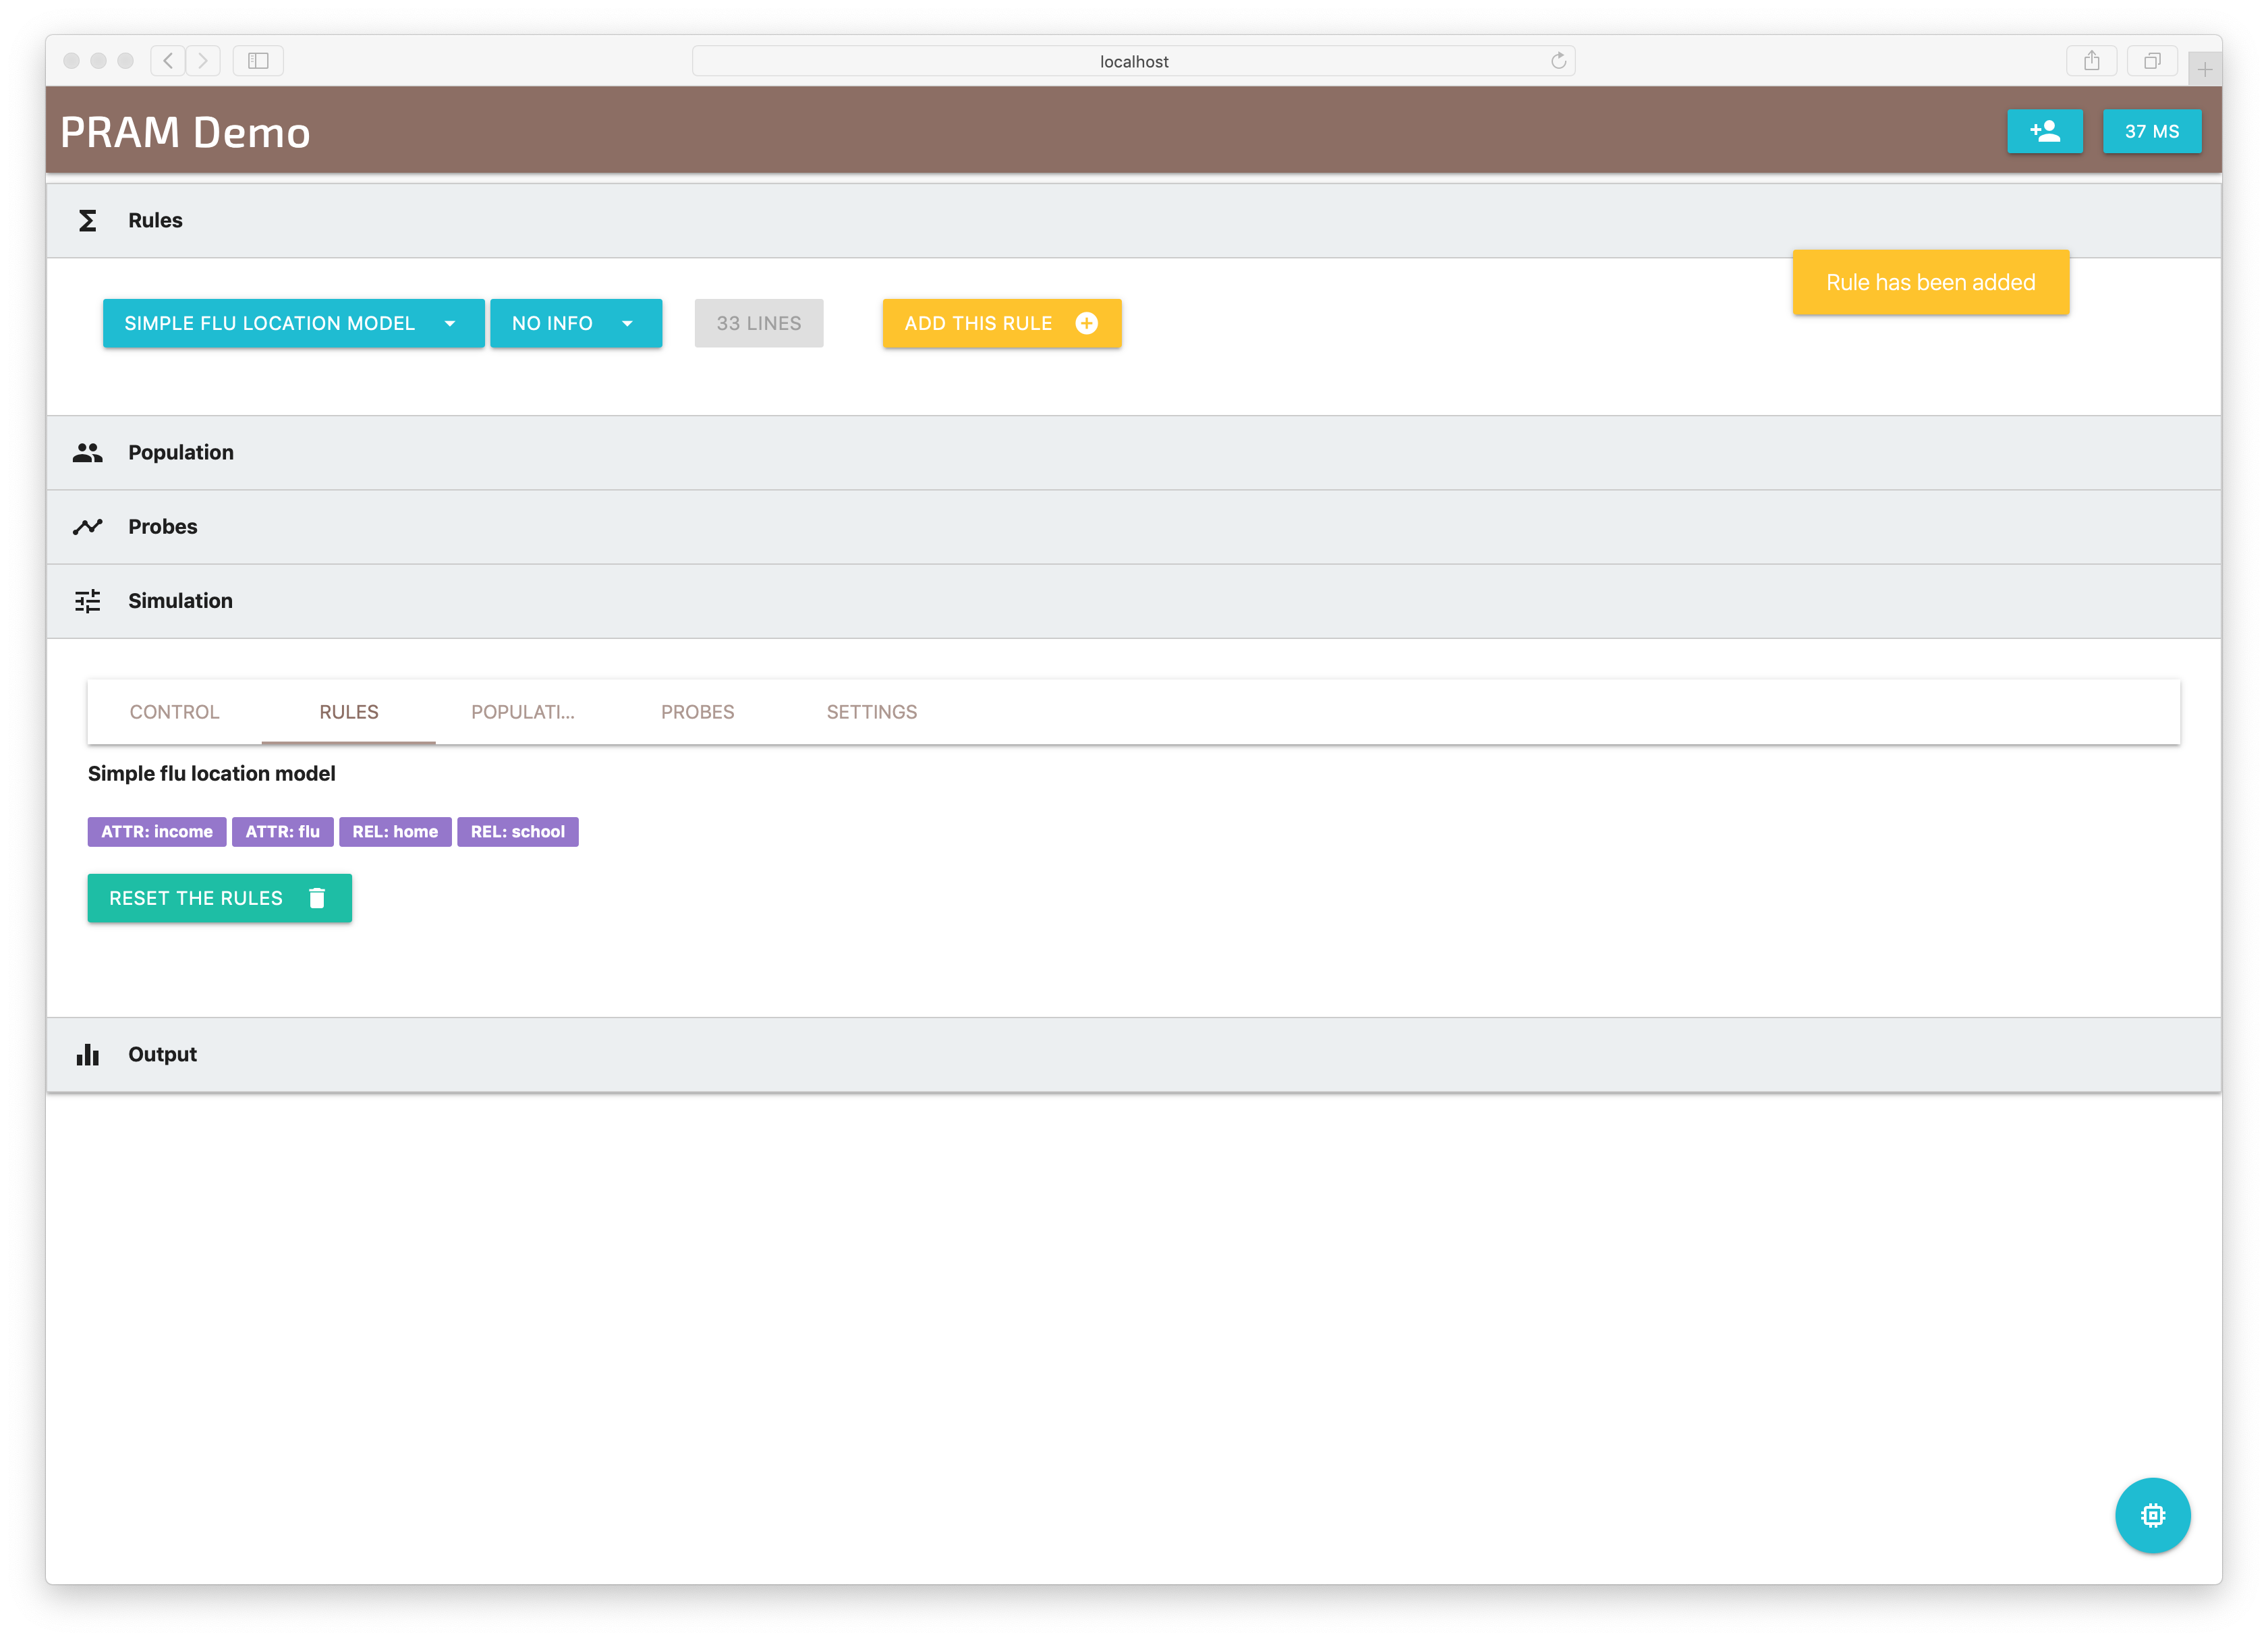 localhost
PRAM Demo
37 MS
Rules
Rule has been added
SIMPLE FLU LOCATION MODEL
NO INFO
33 LINES
ADD THIS RULE
Population
Probes
Simulation
CONTROL
RULES
POPULATI...
PROBES
SETTINGS
Simple flu location model
ATTR: income
ATTR: flu
REL: home
REL: school
RESET THE RULES
Output